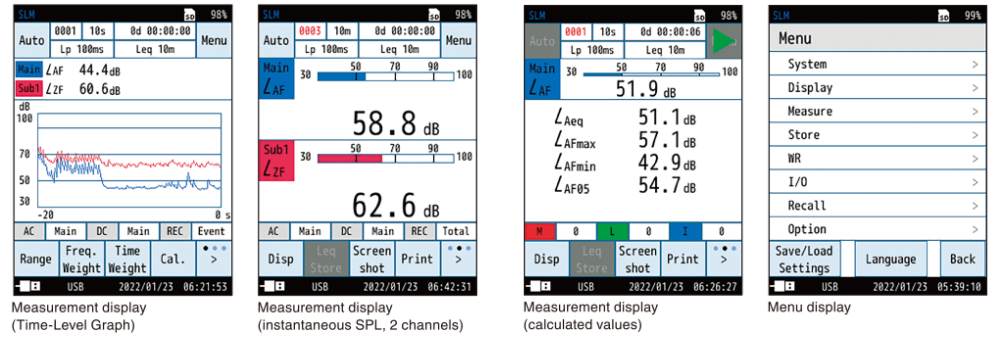 SLM 98%
Auto 0001 10s 0d 00:00:00 Menu
Lp 100ms Leq 10m
Main LAF 44.4dB
Sub1 LZF 60.6dB
dB
100
70
50
30
-20 0 s
AC Main DC Main REC Event
Range Freq. Weight Time Weight Cal. >
USB 2022/01/23 06:21:53
Measurement display
(Time-Level Graph)
SLM SD 98%
Auto 0003 10m 0d 00:00:00 Menu
Lp 100ms Leq 10m
Main LAF 30 50 70 90 100
58.8 dB
Sub1 LZF 30 50 70 90 100
62.6 dB
AC Main DC Main REC Total
Disp Leq Store Screen shot Print >
USB 2022/01/23 06:42:31
Measurement display
(instantaneous SPL, 2 channels)
SLM SD 98%
Auto 0001 10s 0d 00:00:06 Menu
Lp 100ms Leq 10m
Main LAF 30 50 70 90 100
51.9 dB
LAeq 51.1dB
LAFmax 57.1dB
LAFmin 42.9dB
LAF05 54.7dB
M 0 L 0 I 0
Disp Leq Store Screen shot Print >
USB 2022/01/23 06:26:27
Measurement display
(calculated values)
SLM SD 99%
Menu
System >
Display >
Measure >
Store >
WR >
I/O >
Recall >
Option >
Save/Load Settings Language Back
USB 2022/01/23 05:39:10
Menu display